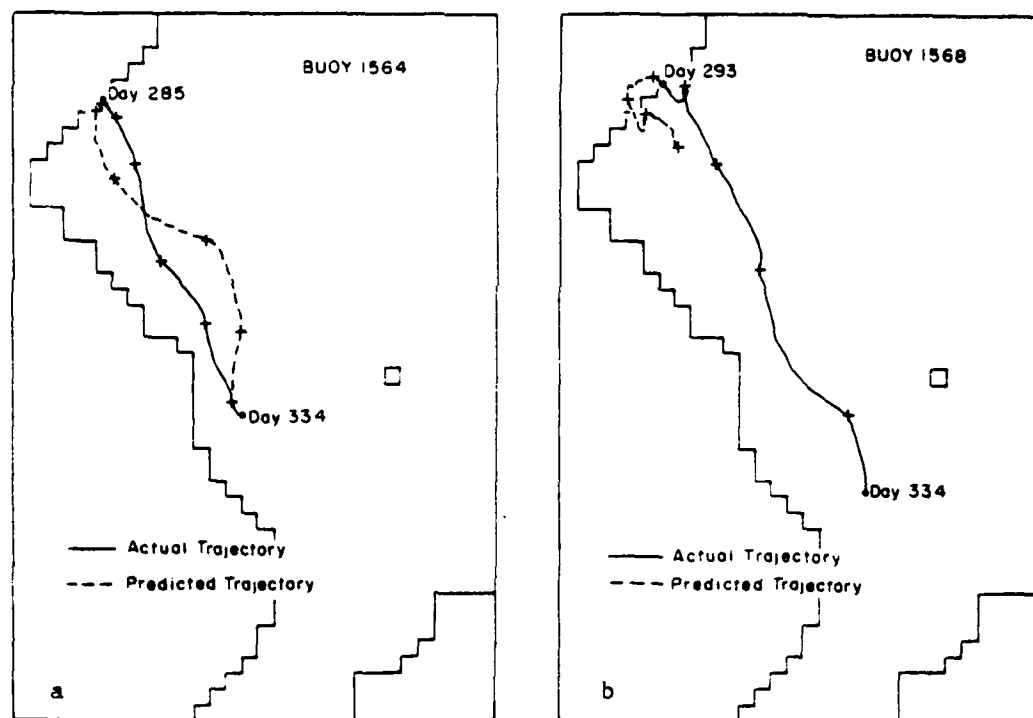 BUOY 1564
Day 285
Day 334
Actual Trajectory
Predicted Trajectory
a
BUOY 1568
Day 293
Day 334
Actual Trajectory
Predicted Trajectory
b